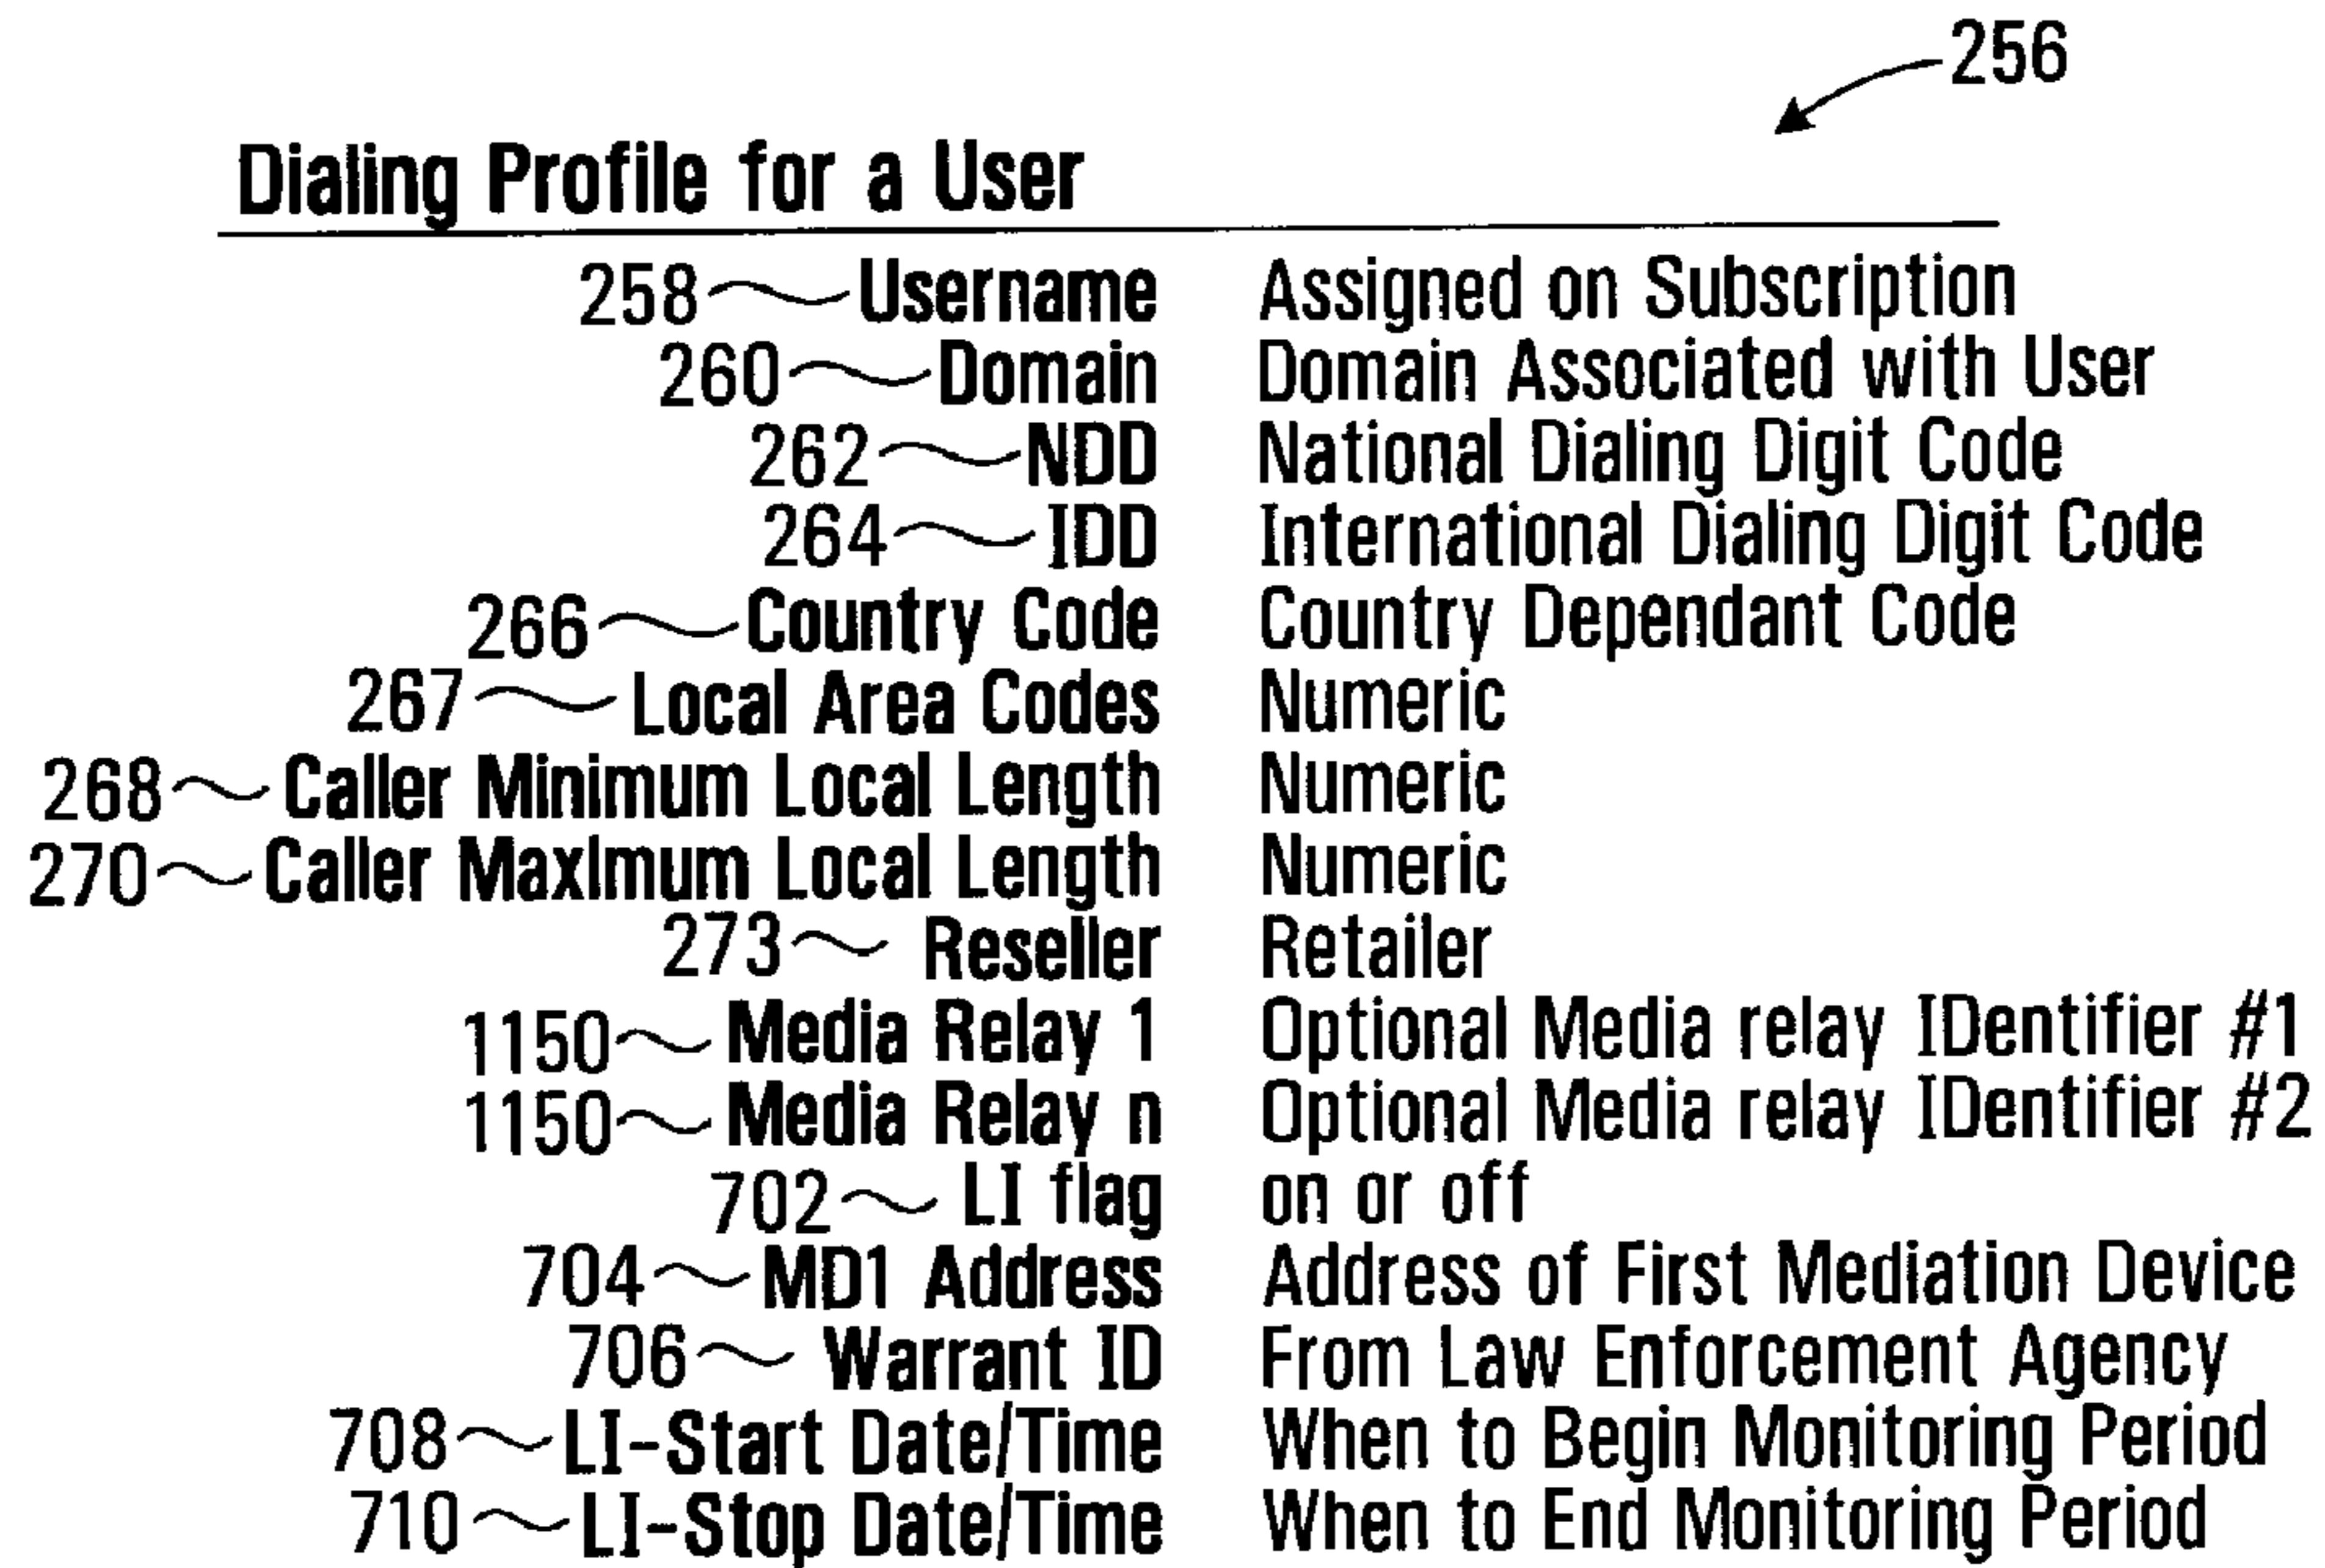 256
Dialing Profile for a User
258 Username Assigned on Subscription
260 Domain Domain Associated with User
262 NDD National Dialing Digit Code
264 IDD International Dialing Digit Code
266 Country Code Country Dependant Code
267 Local Area Codes Numeric
268 Caller Minimum Local Length Numeric
270 Caller MaxImum Local Length Numeric
273 Reseller Retailer
1150 Media Relay 1 Optional Media relay IDentifier #1
1150 Media Relay n Optional Media relay IDentifier #2
702 LI flag on or off
704 MD1 Address Address of First Mediation Device
706 Warrant ID From Law Enforcement Agency
708 LI-Start Date/Time When to Begin Monitoring Period
710 LI-Stop Date/Time When to End Monitoring Period